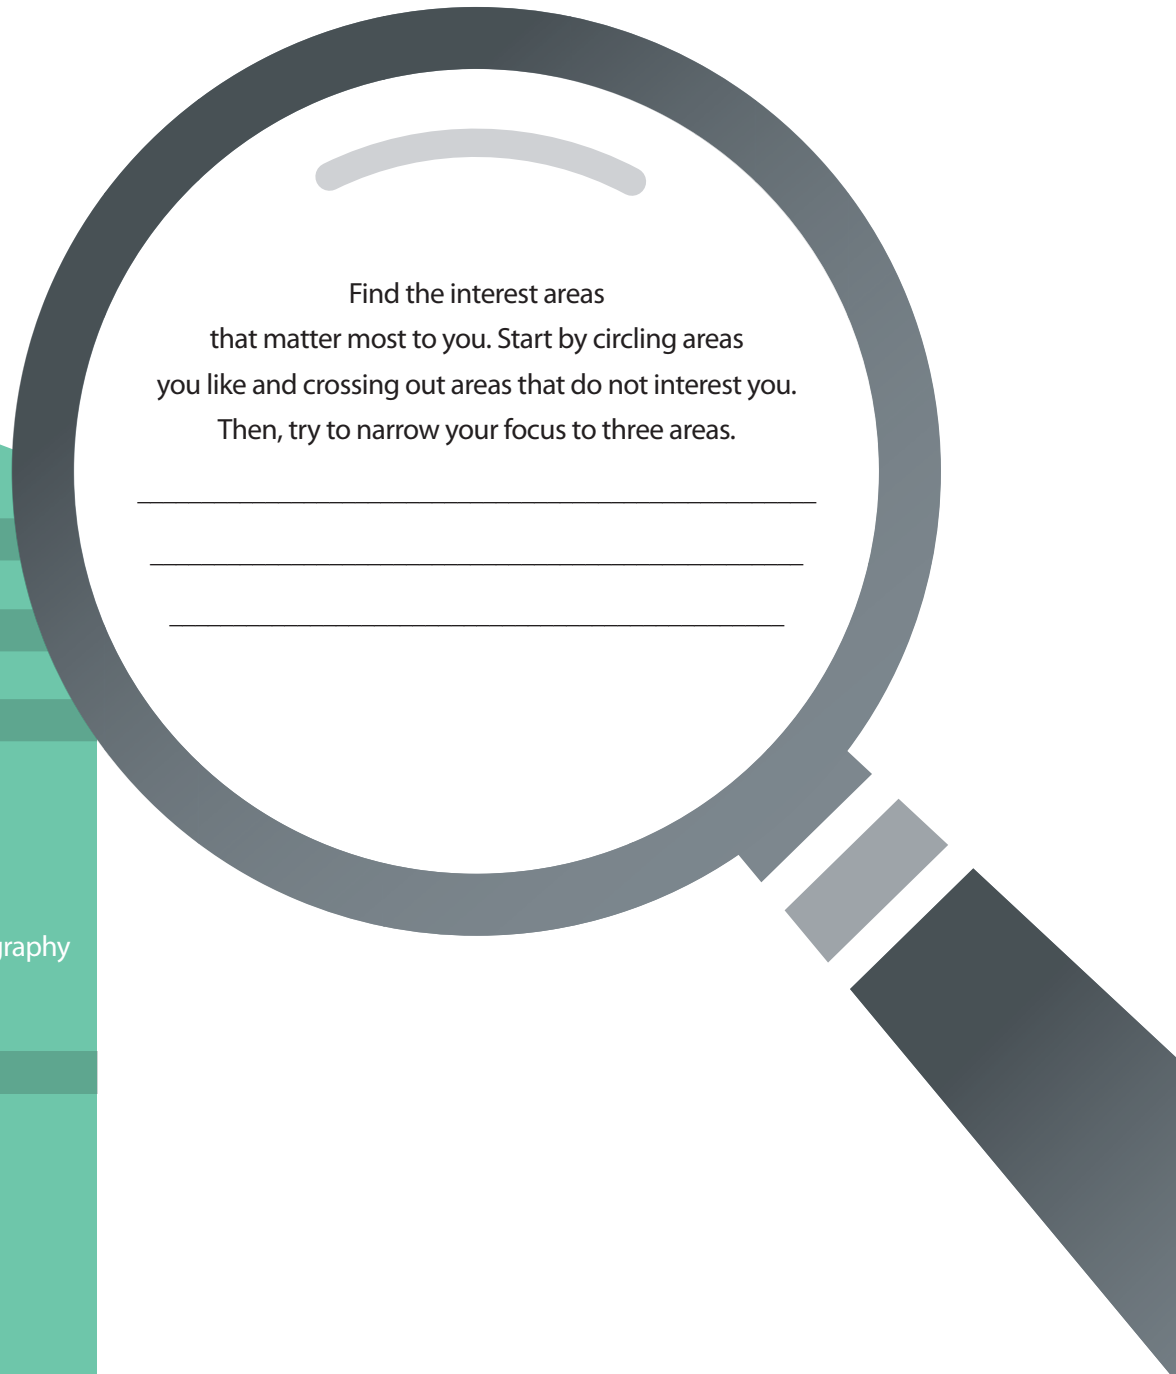 Find the interest areas
that matter most to you. Start by circling areas
you like and crossing out areas that do not interest you.
Then, try to narrow your focus to three areas.